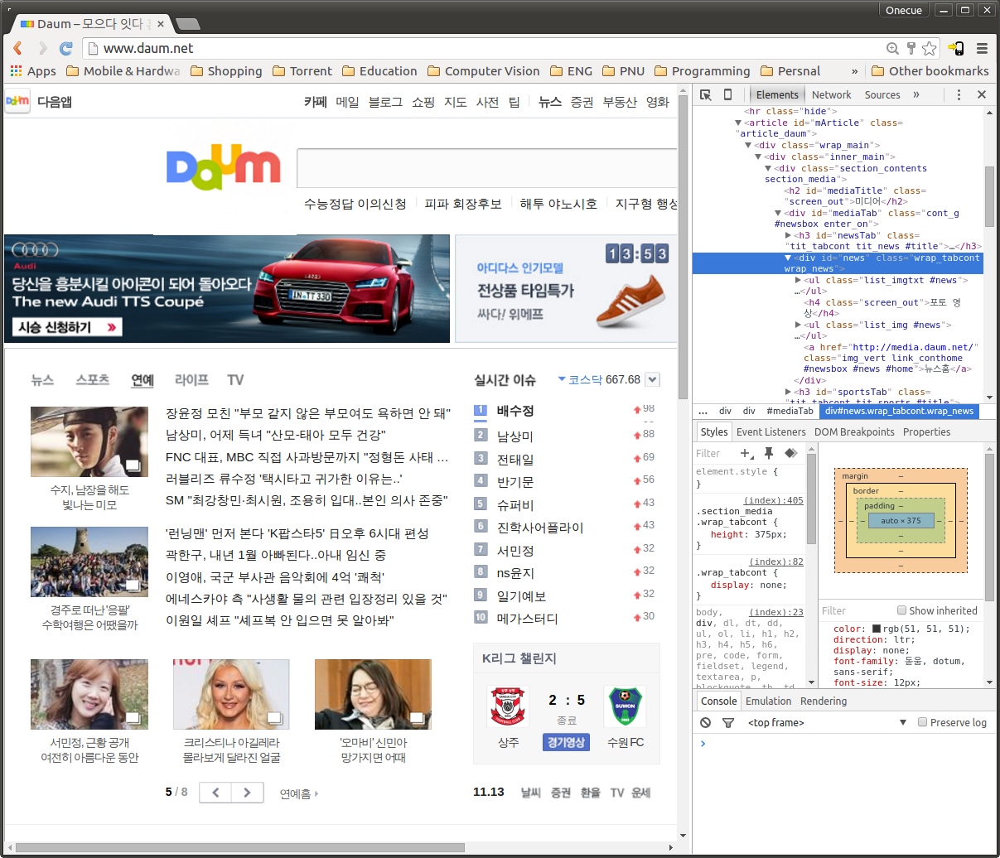 Onecue
Daum – 모으다 잇다
www.daum.net
Apps Mobile & Hardwa Shopping Torrent Education Computer Vision ENG PNU Programming Persnal » Other bookmarks
Daum 다음앱 카페 메일 블로그 쇼핑 지도 사전 팁 뉴스 증권 부동산 영화
Daum
수능정답 이의신청 피파 회장후보 해투 야노시호 지구형 행성
Audi
당신을 흥분시킬 아이콘이 되어 돌아오다
The new Audi TTS Coupé
시승 신청하기 »
IN·TT 330
13:53
아디다스 인기모델
전상품 타임특가
싸다! 위메프
뉴스 스포츠 연예 라이프 TV
수지, 남장을 해도
빛나는 미모
장윤정 모친 "부모 같지 않은 부모여도 욕하면 안 돼"
남상미, 어제 득녀 "산모-태아 모두 건강"
FNC 대표, MBC 직접 사과방문까지 "정형돈 사태 …
러블리즈 류수정 '택시타고 귀가한 이유는..'
SM "최강창민·최시원, 조용히 입대..본인 의사 존중"
경주로 떠난 '응팔'
수학여행은 어땠을까
'런닝맨' 먼저 본다 'K팝스타5' 日오후 6시대 편성
곽한구, 내년 1월 아빠된다..아내 임신 중
이영애, 국군 부사관 음악회에 4억 '쾌척'
에네스카야 측 "사생활 물의 관련 입장정리 있을 것"
이원일 셰프 "셰프복 안 입으면 못 알아봐"
서민정, 근황 공개
여전히 아름다운 동안
크리스티나 아길레라
몰라보게 달라진 얼굴
'오마비' 신민아
망가지면 어때
5 / 8 연예홈
실시간 이슈 코스닥 667.68
1 배수정 98
2 남상미 88
3 전태일 69
4 반기문 56
5 슈퍼비 43
6 진학사어플라이 43
7 서민정 32
8 ns윤지 32
9 일기예보 32
10 메가스터디 30
K리그 챌린지
2 : 5
종료
SUWON
상주 경기영상 수원FC
11.13 날씨 증권 환율 TV 운세
Elements Network Sources »
<hr class="hide">
<article id="mArticle" class=
"article_daum">
<div class="wrap_main">
<div class="inner_main">
<div class="section_contents
section_media">
<h2 id="mediaTitle" class=
"screen_out">미디어</h2>
<div id="mediaTab" class="cont_g
#newsbox enter_on">
<h3 id="newsTab" class=
"tit_tabcont tit_news #title">…</h3>
<div id="news" class="wrap_tabcont
wrap_news">
<ul class="list_imgtxt #news">
…</ul>
<h4 class="screen_out">포토 영
상</h4>
<ul class="list_img #news">
…</ul>
<a href="http://media.daum.net/"
class="img_vert link_conthome
#newsbox #news #home">뉴스홈</a>
</div>
<h3 id="sportsTab" class=
"tit_tabcont tit_sports #title">
... div div #mediaTab div#news.wrap_tabcont.wrap_news
Styles Event Listeners DOM Breakpoints Properties
Filter
element.style {
}
(index):405
.section_media
.wrap_tabcont {
height: 375px;
}
(index):82
.wrap_tabcont {
display: none;
}
body, (index):23
div, dl, dt, dd,
ul, ol, li, h1, h2,
h3, h4, h5, h6,
pre, code, form,
fieldset, legend,
textarea, p,
blockquote, th, td
margin –
border –
padding –
– – – auto × 375 – – –
–
–
–
Filter Show inherited
color: rgb(51, 51, 51);
direction: ltr;
display: none;
font-family: 돋움, dotum,
sans-serif;
font-size: 12px;
Console Emulation Rendering
<top frame> Preserve log
>